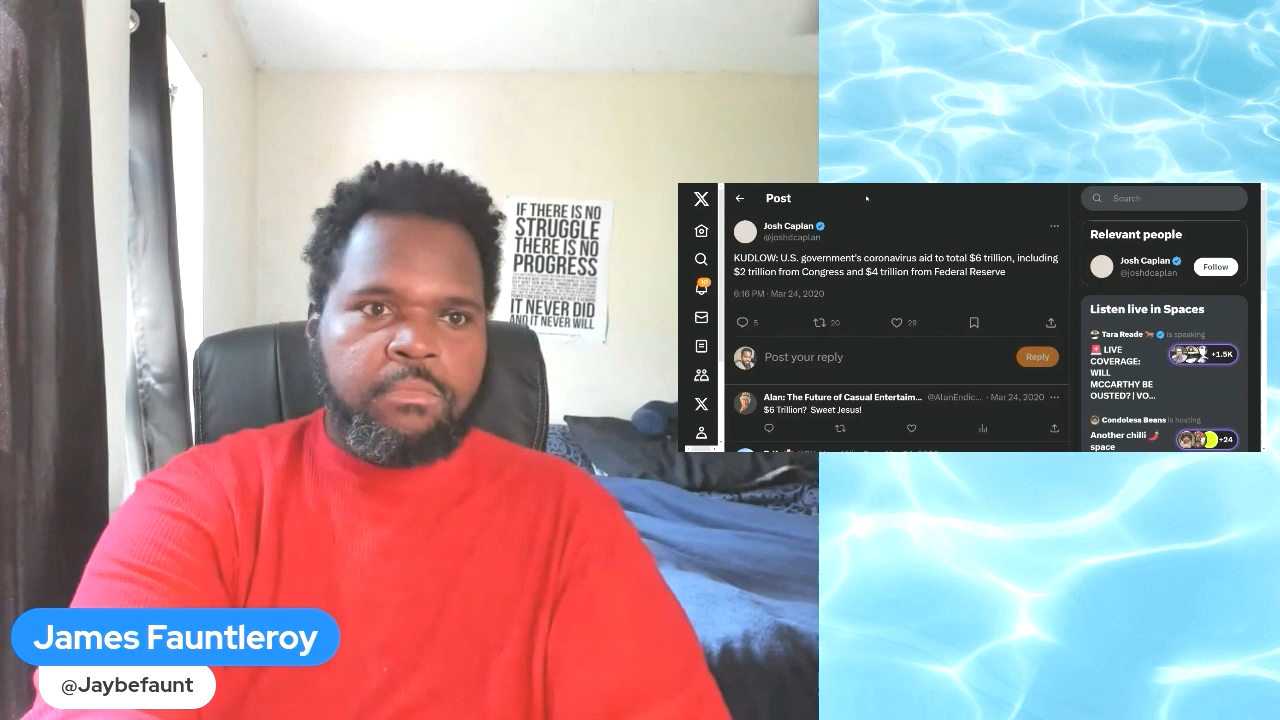 IF THERE IS NO
STRUGGLE
THERE IS NO
PROGRESS
IT NEVER DID
AND IT NEVER WILL
James Fauntleroy
@Jaybefaunt
Post
Josh Caplan
@joshdcaplan
KUDLOW: U.S. government's coronavirus aid to total $6 trillion, including
$2 trillion from Congress and $4 trillion from Federal Reserve
6:16 PM · Mar 24, 2020
5 20 29
Post your reply
Reply
Alan: The Future of Casual Entertaim... @AlanEndic... · Mar 24, 2020
$6 Trillion? Sweet Jesus!
Search
Relevant people
Josh Caplan
@joshdcaplan
Follow
Listen live in Spaces
Tara Reade is speaking
LIVE
COVERAGE:
WILL
MCCARTHY BE
OUSTED? | VO...
+1.5K
Condolesa Beans is hosting
Another chilli
space
+24